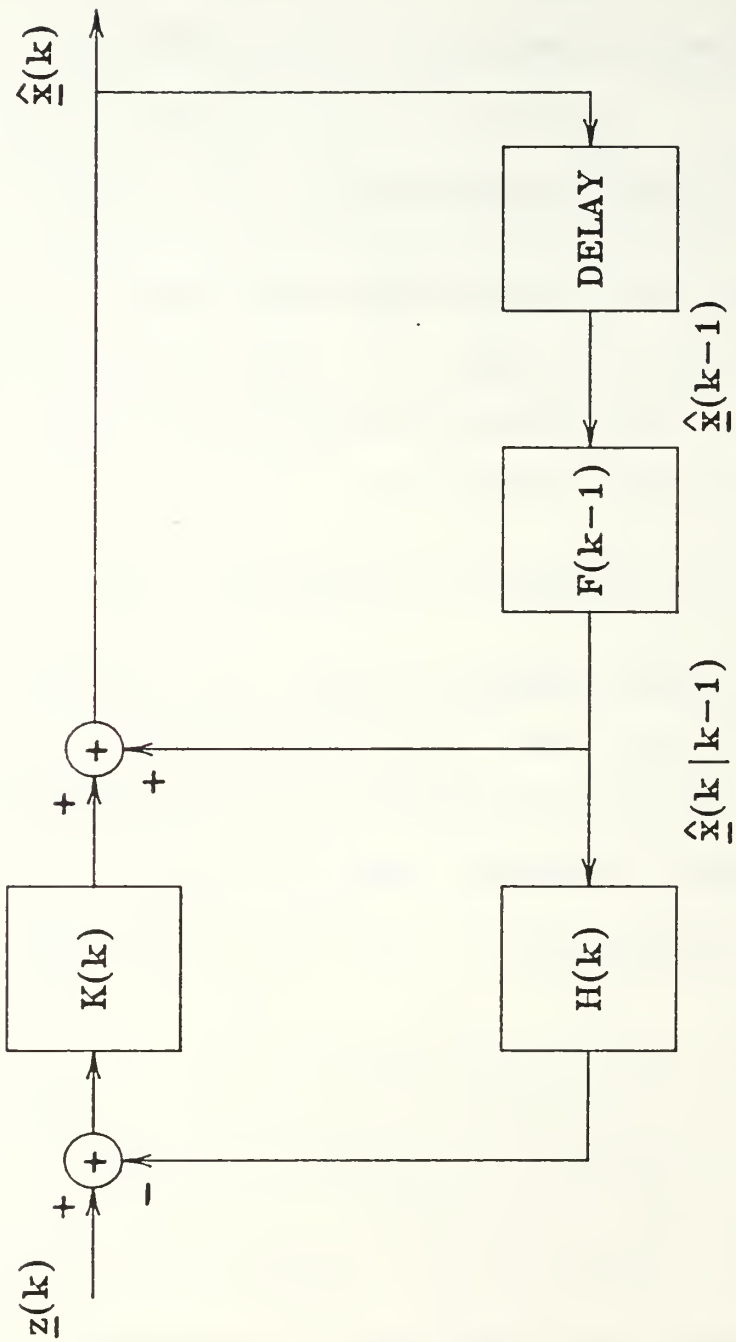 z(k)
+
+
−
K(k)
+
+
+
x̂(k)
H(k)
x̂(k|k−1)
F(k−1)
x̂(k−1)
DELAY